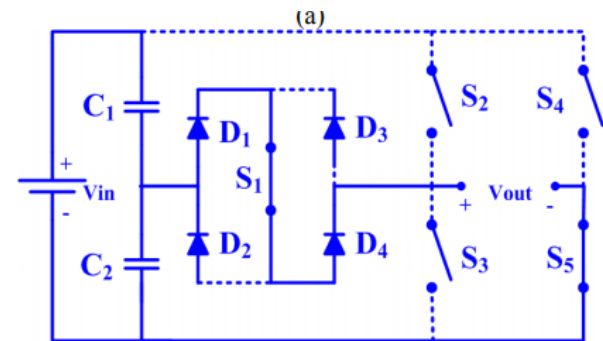 (a)
C1
D1
D3
S2
S4
+
Vin
-
S1
+
Vout
-
C2
D2
D4
S3
S5